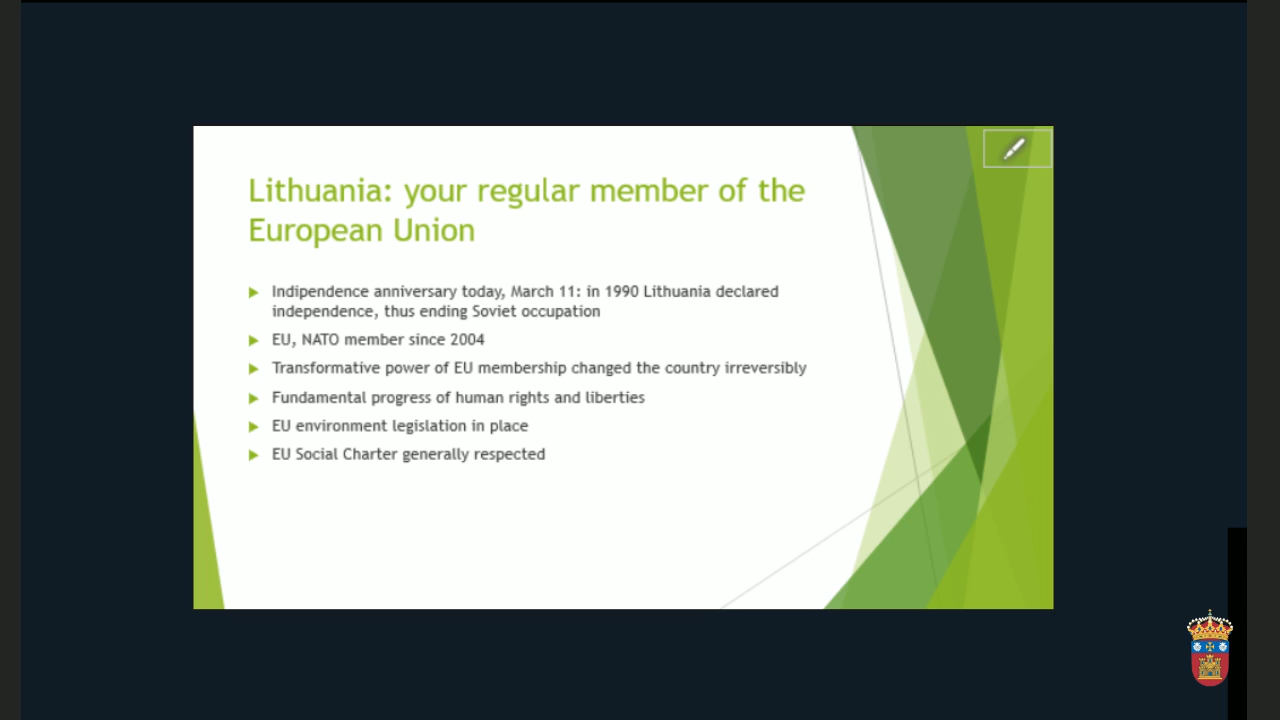 Lithuania: your regular member of the
European Union
Indipendence anniversary today, March 11: in 1990 Lithuania declared
independence, thus ending Soviet occupation
EU, NATO member since 2004
Transformative power of EU membership changed the country irreversibly
Fundamental progress of human rights and liberties
EU environment legislation in place
EU Social Charter generally respected